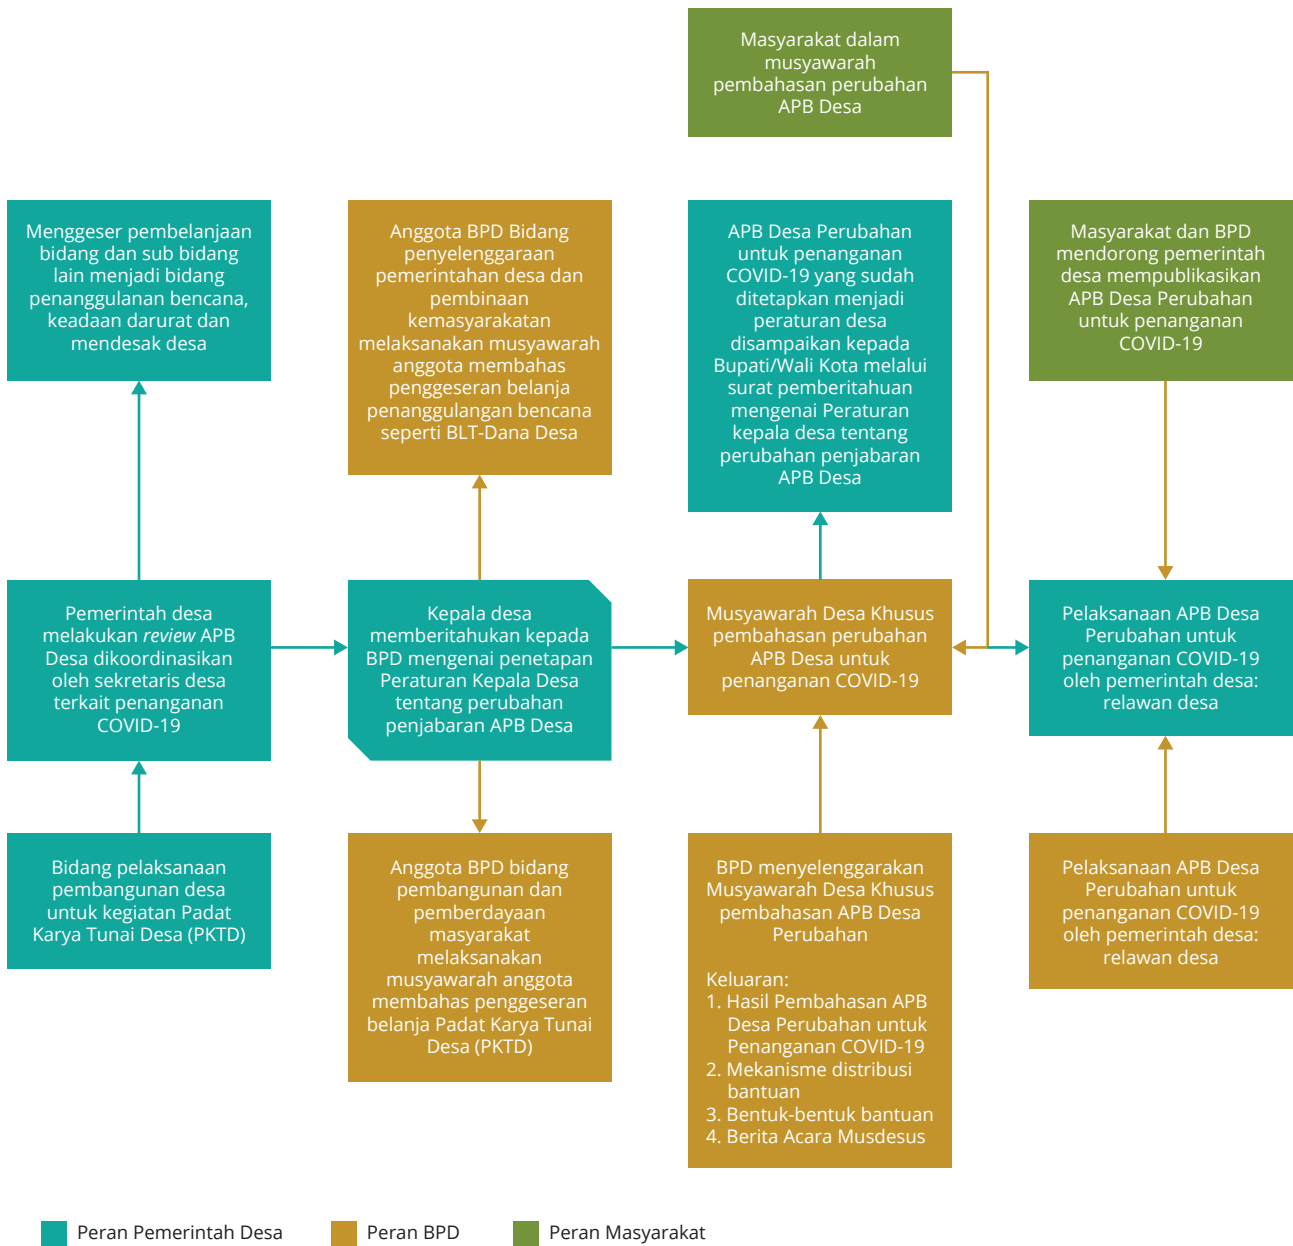 Masyarakat dalam
musyawarah
pembahasan perubahan
APB Desa
Menggeser pembelanjaan
bidang dan sub bidang
lain menjadi bidang
penanggulanan bencana,
keadaan darurat dan
mendesak desa
Anggota BPD Bidang
penyelenggaraan
pemerintahan desa dan
pembinaan
kemasyarakatan
melaksanakan musyawarah
anggota membahas
penggeseran belanja
penanggulangan bencana
seperti BLT-Dana Desa
APB Desa Perubahan
untuk penanganan
COVID-19 yang sudah
ditetapkan menjadi
peraturan desa
disampaikan kepada
Bupati/Wali Kota melalui
surat pemberitahuan
mengenai Peraturan
kepala desa tentang
perubahan penjabaran
APB Desa
Masyarakat dan BPD
mendorong pemerintah
desa mempublikasikan
APB Desa Perubahan
untuk penanganan
COVID-19
Pemerintah desa
melakukan review APB
Desa dikoordinasikan
oleh sekretaris desa
terkait penanganan
COVID-19
Kepala desa
memberitahukan kepada
BPD mengenai penetapan
Peraturan Kepala Desa
tentang perubahan
penjabaran APB Desa
Musyawarah Desa Khusus
pembahasan perubahan
APB Desa untuk
penanganan COVID-19
Pelaksanaan APB Desa
Perubahan untuk
penanganan COVID-19
oleh pemerintah desa:
relawan desa
Bidang pelaksanaan
pembangunan desa
untuk kegiatan Padat
Karya Tunai Desa (PKTD)
Anggota BPD bidang
pembangunan dan
pemberdayaan
masyarakat
melaksanakan
musyawarah anggota
membahas penggeseran
belanja Padat Karya Tunai
Desa (PKTD)
BPD menyelenggarakan
Musyawarah Desa Khusus
pembahasan APB Desa
Perubahan
Keluaran:
1. Hasil Pembahasan APB
Desa Perubahan untuk
Penanganan COVID-19
2. Mekanisme distribusi
bantuan
3. Bentuk-bentuk bantuan
4. Berita Acara Musdesus
Pelaksanaan APB Desa
Perubahan untuk
penanganan COVID-19
oleh pemerintah desa:
relawan desa
Peran Pemerintah Desa
Peran BPD
Peran Masyarakat